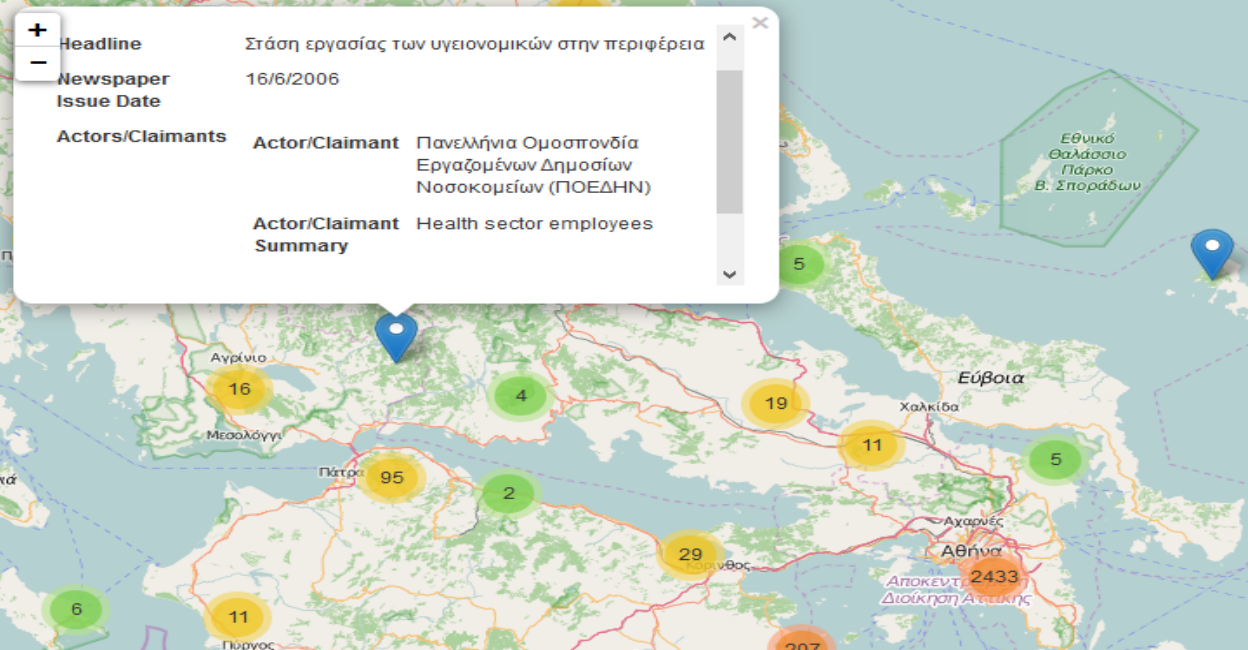 +
−
Headline Στάση εργασίας των υγειονομικών στην περιφέρεια
Newspaper Issue Date 16/6/2006
Actors/Claimants
Actor/Claimant Πανελλήνια Ομοσπονδία
Εργαζομένων Δημοσίων
Νοσοκομείων (ΠΟΕΔΗΝ)
Actor/Claimant Summary Health sector employees
×
Εθνικό
Θαλάσσιο
Πάρκο
Β. Σποράδων
5
Αγρίνιο
16
4
Εύβοια
19
Χαλκίδα
Μεσολόγγι
11
5
Πάτρα
95
2
Αχαρνές
Αθήνα
29
Κόρινθος
2433
Διοίκηση Αττικής
6
11
Πύργος
207